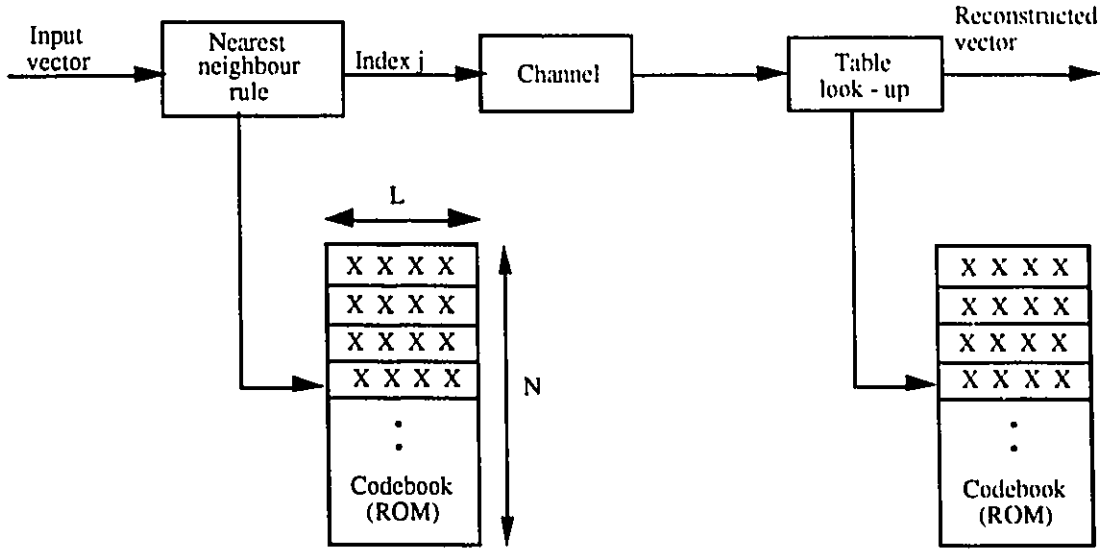 Input
vector
Nearest
neighbour
rule
Index j
Channel
Table
look - up
Reconstructed
vector
L
N
X X X X
X X X X
X X X X
X X X X
:
Codebook
(ROM)
X X X X
X X X X
X X X X
X X X X
:
Codebook
(ROM)